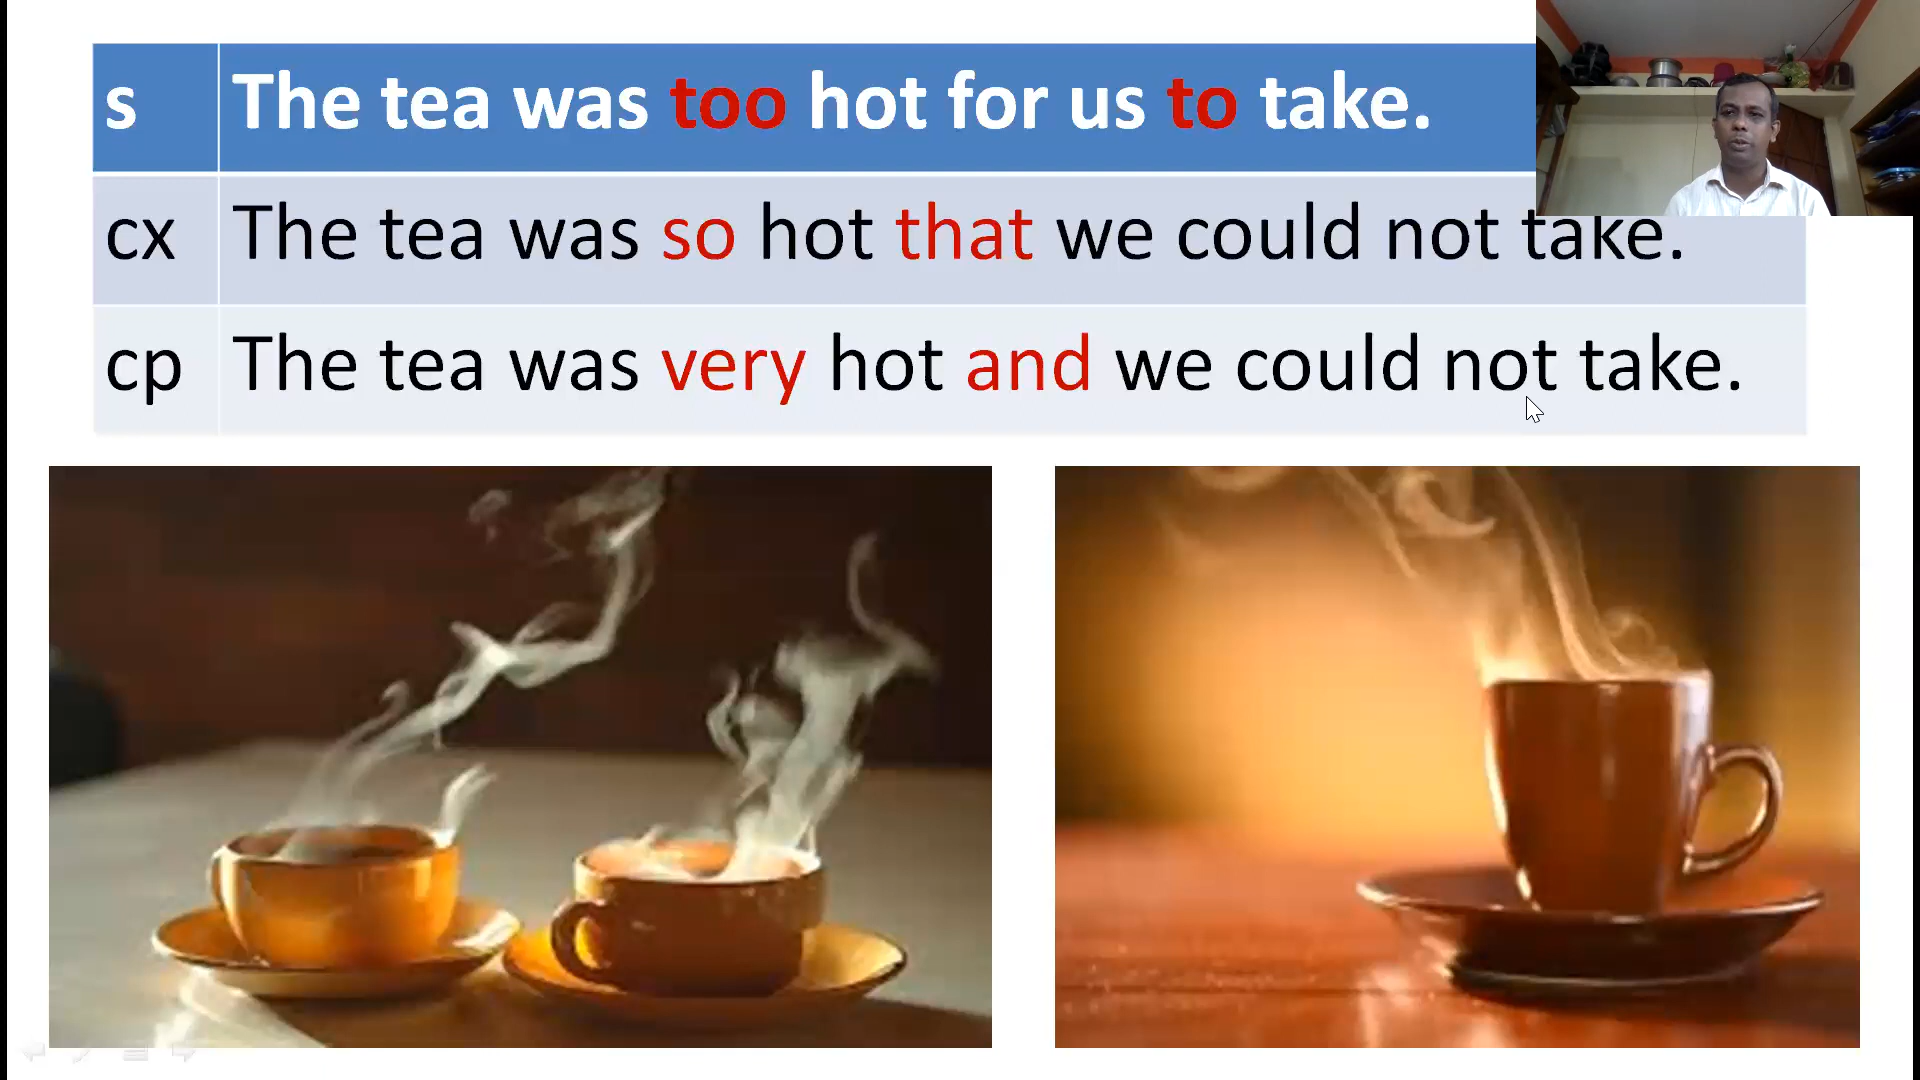 s The tea was too hot for us to take.
cx The tea was so hot that we could not take.
cp The tea was very hot and we could not take.